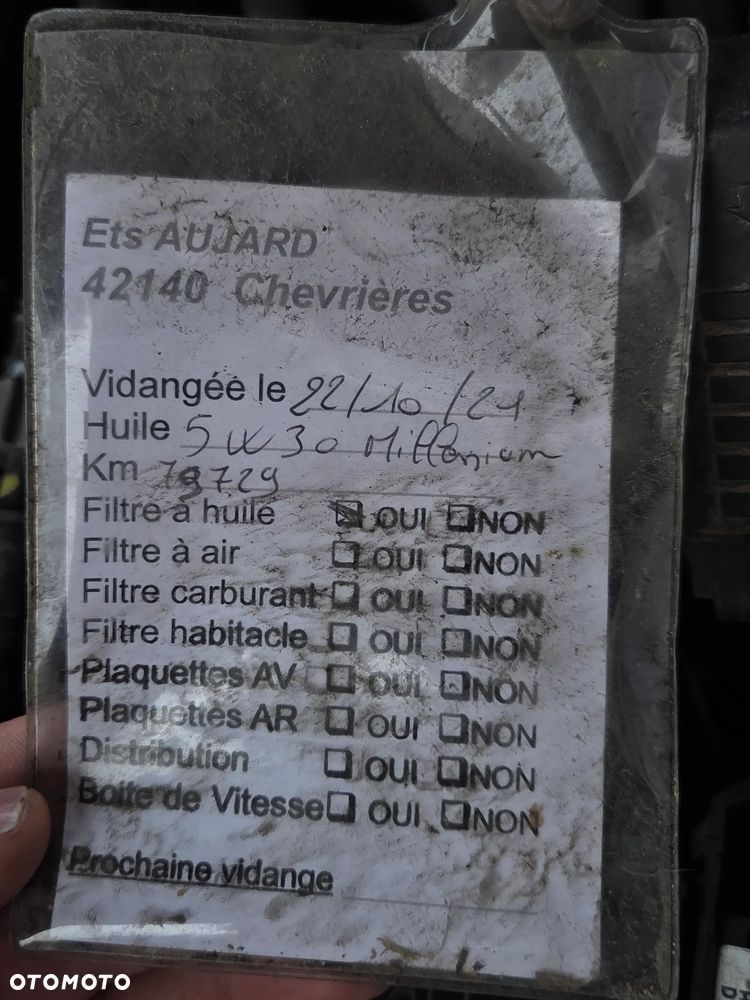 Ets AUJARD
42140 Chevrières
Vidangée le 22/10/21
Huile 5W30 Millenium
Km 79729
Filtre à huile ☒ OUI ☐ NON
Filtre à air ☐ OUI ☐ NON
Filtre carburant ☐ OUI ☐ NON
Filtre habitacle ☐ OUI ☐ NON
Plaquettes AV ☐ OUI ☐ NON
Plaquettes AR ☐ OUI ☐ NON
Distribution ☐ OUI ☐ NON
Boite de Vitesse ☐ OUI ☐ NON
Prochaine vidange
OTOMOTO